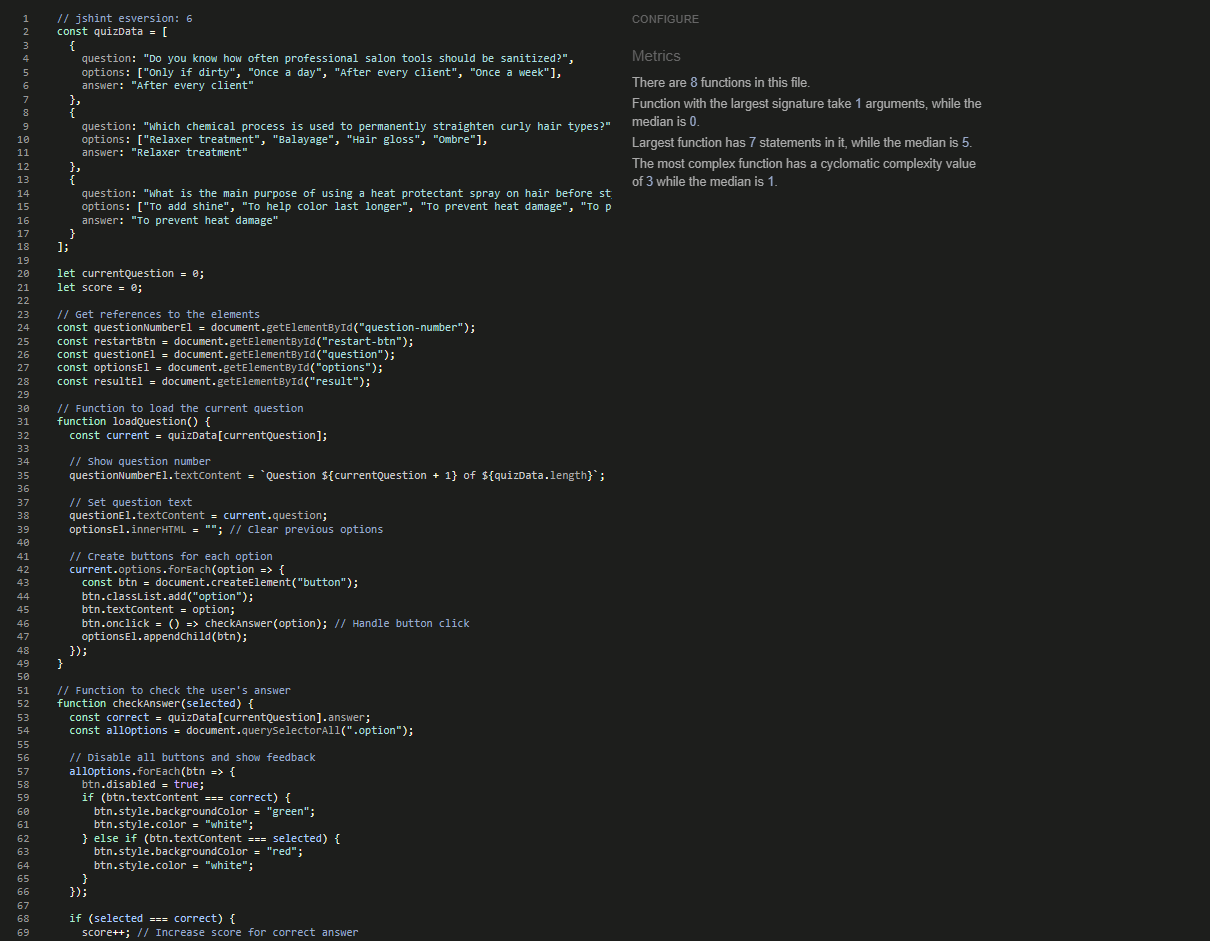 1 // jshint esversion: 6
2 const quizData = [
3 {
4 question: "Do you know how often professional salon tools should be sanitized?",
5 options: ["Only if dirty", "Once a day", "After every client", "Once a week"],
6 answer: "After every client"
7 },
8 {
9 question: "Which chemical process is used to permanently straighten curly hair types?"
10 options: ["Relaxer treatment", "Balayage", "Hair gloss", "Ombre"],
11 answer: "Relaxer treatment"
12 },
13 {
14 question: "What is the main purpose of using a heat protectant spray on hair before st
15 options: ["To add shine", "To help color last longer", "To prevent heat damage", "To p
16 answer: "To prevent heat damage"
17 }
18 ];
19
20 let currentQuestion = 0;
21 let score = 0;
22
23 // Get references to the elements
24 const questionNumberEl = document.getElementById("question-number");
25 const restartBtn = document.getElementById("restart-btn");
26 const questionEl = document.getElementById("question");
27 const optionsEl = document.getElementById("options");
28 const resultEl = document.getElementById("result");
29
30 // Function to load the current question
31 function loadQuestion() {
32 const current = quizData[currentQuestion];
33
34 // Show question number
35 questionNumberEl.textContent = `Question ${currentQuestion + 1} of ${quizData.length}`;
36
37 // Set question text
38 questionEl.textContent = current.question;
39 optionsEl.innerHTML = ""; // Clear previous options
40
41 // Create buttons for each option
42 current.options.forEach(option => {
43 const btn = document.createElement("button");
44 btn.classList.add("option");
45 btn.textContent = option;
46 btn.onclick = () => checkAnswer(option); // Handle button click
47 optionsEl.appendChild(btn);
48 });
49 }
50
51 // Function to check the user's answer
52 function checkAnswer(selected) {
53 const correct = quizData[currentQuestion].answer;
54 const allOptions = document.querySelectorAll(".option");
55
56 // Disable all buttons and show feedback
57 allOptions.forEach(btn => {
58 btn.disabled = true;
59 if (btn.textContent === correct) {
60 btn.style.backgroundColor = "green";
61 btn.style.color = "white";
62 } else if (btn.textContent === selected) {
63 btn.style.backgroundColor = "red";
64 btn.style.color = "white";
65 }
66 });
67
68 if (selected === correct) {
69 score++; // Increase score for correct answer
CONFIGURE
Metrics
There are 8 functions in this file.
Function with the largest signature take 1 arguments, while the
median is 0.
Largest function has 7 statements in it, while the median is 5.
The most complex function has a cyclomatic complexity value
of 3 while the median is 1.